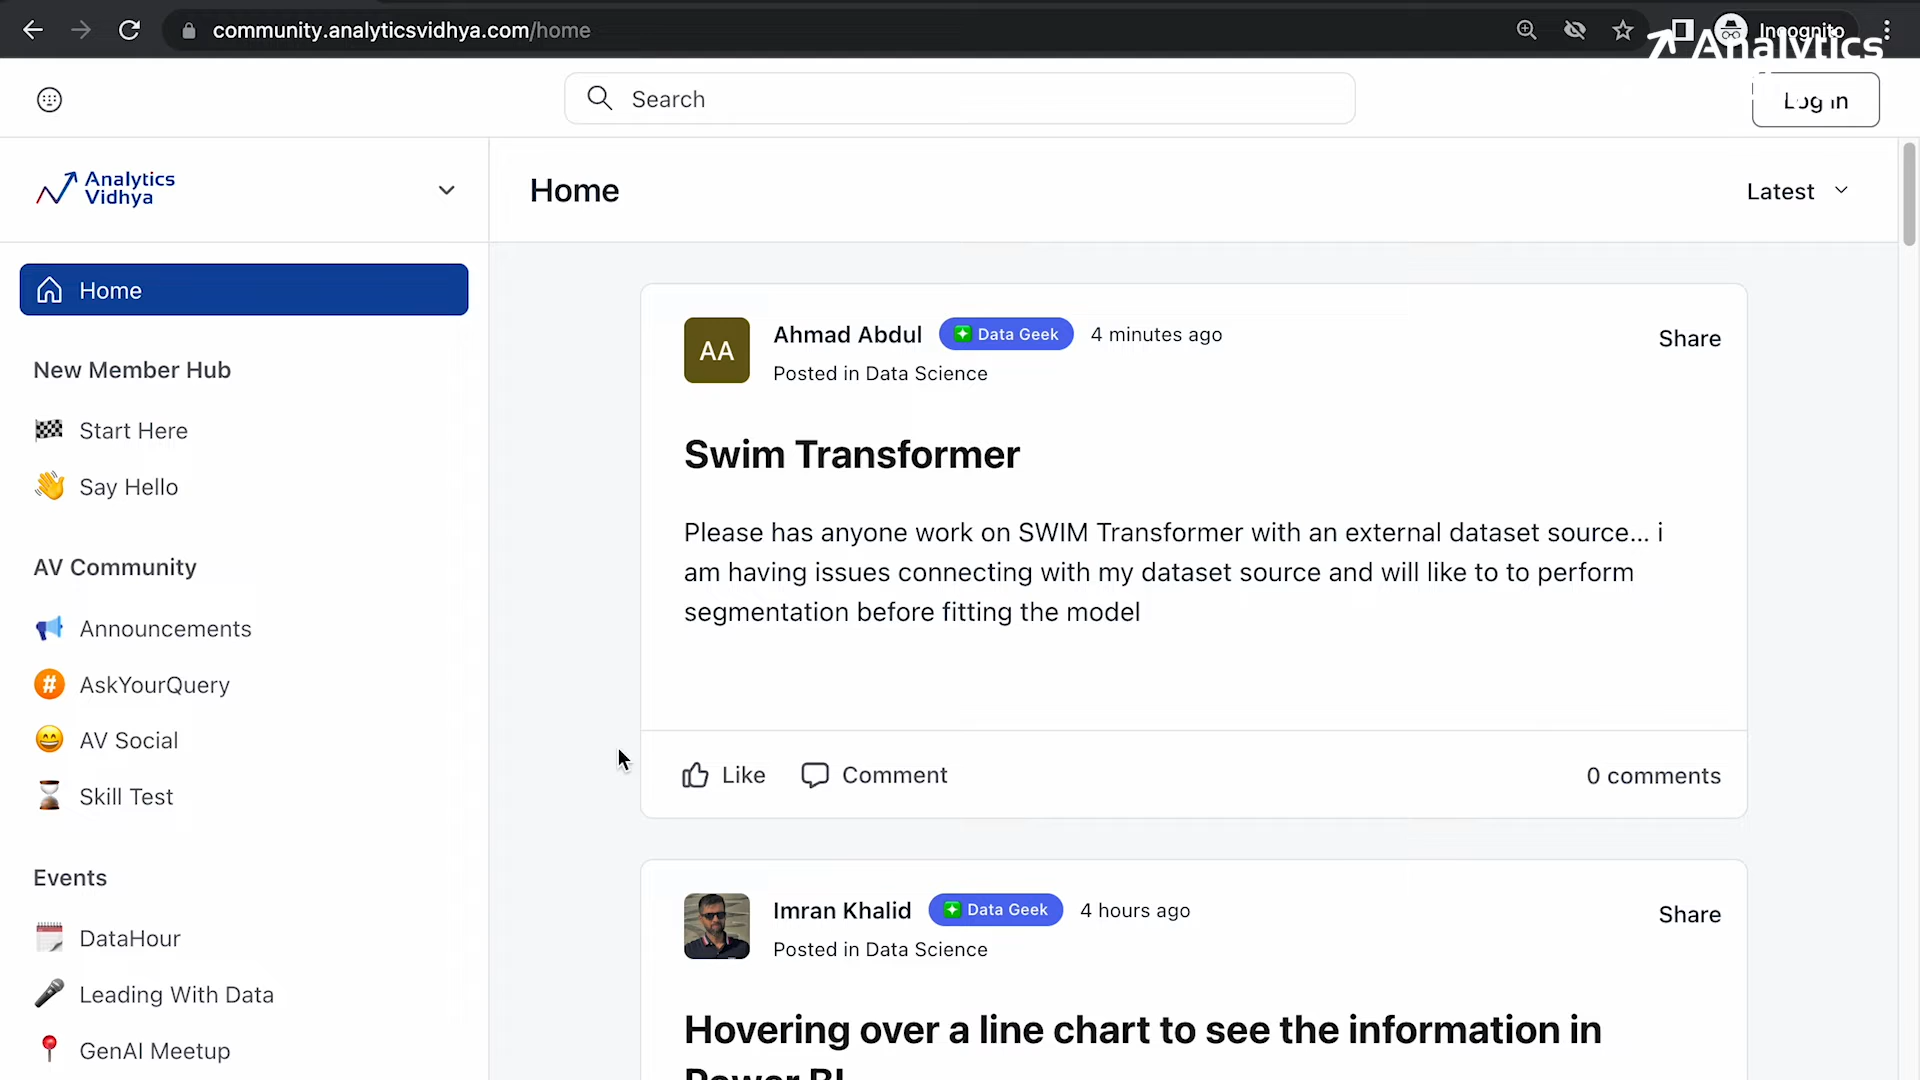 community.analyticsvidhya.com/home
Incognito
Analytics
Search
Log in
Analytics
Vidhya
Home
Latest
Home
New Member Hub
Start Here
Say Hello
AV Community
Announcements
# AskYourQuery
AV Social
Skill Test
Events
DataHour
Leading With Data
GenAI Meetup
AA
Ahmad Abdul Data Geek 4 minutes ago
Share
Posted in Data Science
Swim Transformer
Please has anyone work on SWIM Transformer with an external dataset source... i
am having issues connecting with my dataset source and will like to to perform
segmentation before fitting the model
Like Comment 0 comments
Imran Khalid Data Geek 4 hours ago
Share
Posted in Data Science
Hovering over a line chart to see the information in
Power BI